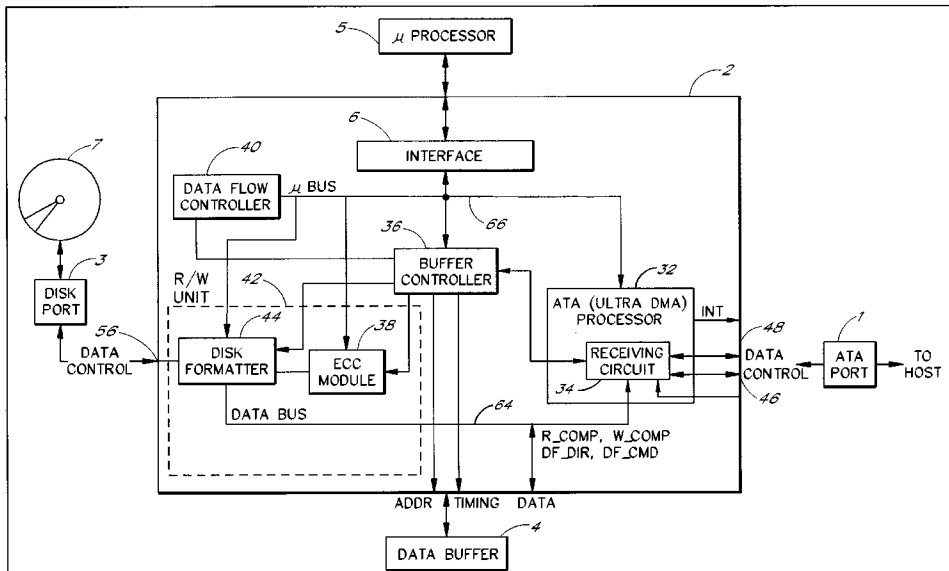 5
μ PROCESSOR
2
6
INTERFACE
7
40
DATA FLOW
CONTROLLER
μ BUS
66
36
BUFFER
CONTROLLER
3
DISK
PORT
R/W
UNIT
42
32
ATA (ULTRA DMA)
PROCESSOR
INT
56
44
DISK
FORMATTER
38
ECC MODULE
RECEIVING
CIRCUIT
34
48
1
DATA
CONTROL
DATA
CONTROL
46
ATA
PORT
TO
HOST
DATA BUS
64
R_COMP, W_COMP
DF_DIR, DF_CMD
ADDR
TIMING
DATA
4
DATA BUFFER